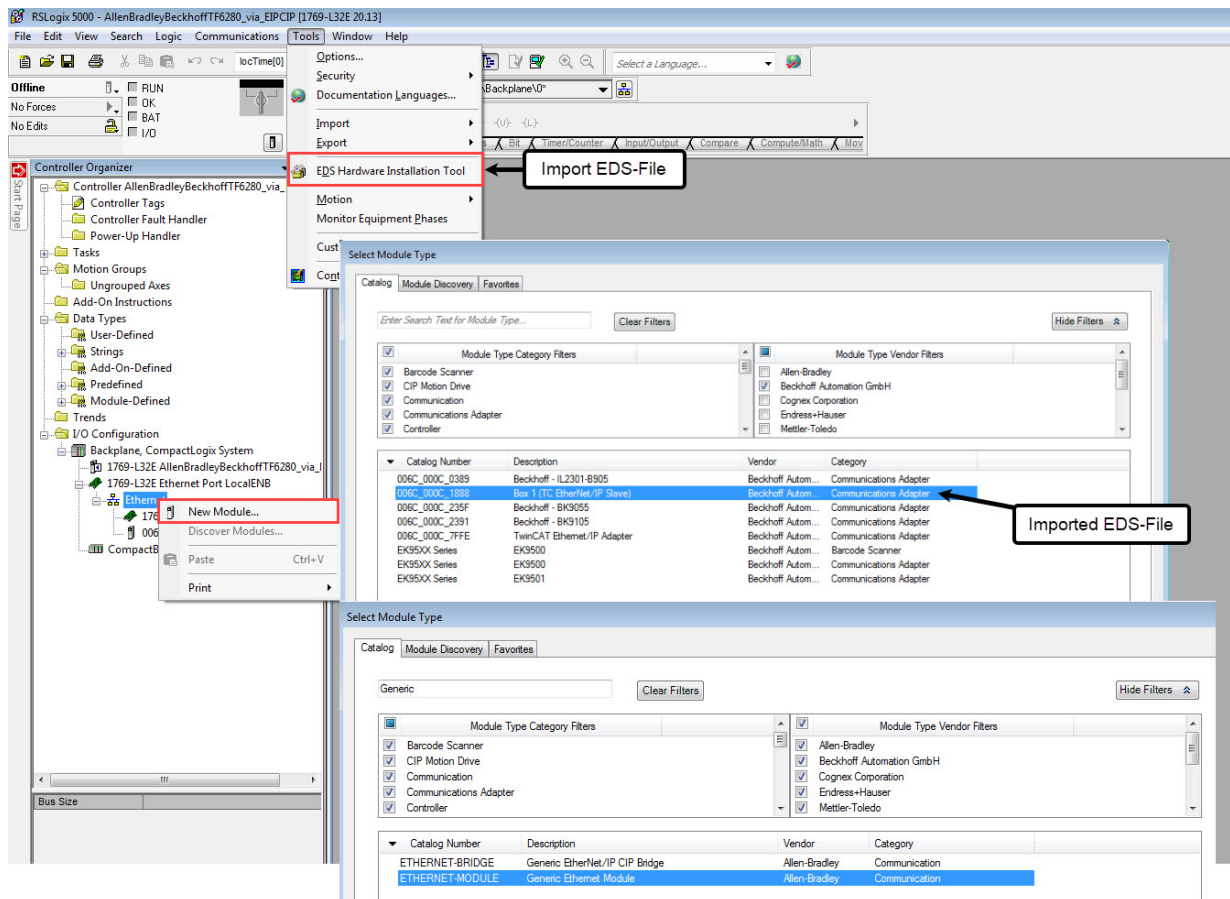 RSLogix 5000 - AllenBradleyBeckhoffTF6280_via_EIPCIP [1769-L32E 20.13]
File Edit View Search Logic Communications Tools Window Help
locTime[0]
Select a Language...
Offline
RUN
No Forces
OK
BAT
No Edits
I/O
\Backplane\0*
-(U)- -(L)-
Bit Timer/Counter Input/Output Compare Compute/Math Mov
Options...
Security
Documentation Languages...
Import
Export
EDS Hardware Installation Tool
Motion
Monitor Equipment Phases
Cust
Cont
Import EDS-File
Start Page
Controller Organizer
Controller AllenBradleyBeckhoffTF6280_via_
Controller Tags
Controller Fault Handler
Power-Up Handler
Tasks
Motion Groups
Ungrouped Axes
Add-On Instructions
Data Types
User-Defined
Strings
Add-On-Defined
Predefined
Module-Defined
Trends
I/O Configuration
Backplane, CompactLogix System
1769-L32E AllenBradleyBeckhoffTF6280_via_I
1769-L32E Ethernet Port LocalENB
Ethern
176
006
CompactB
New Module...
Discover Modules...
Paste Ctrl+V
Print
Bus Size
Select Module Type
Catalog Module Discovery Favorites
Enter Search Text for Module Type...
Clear Filters
Hide Filters
Module Type Category Filters
Barcode Scanner
CIP Motion Drive
Communication
Communications Adapter
Controller
Module Type Vendor Filters
Allen-Bradley
Beckhoff Automation GmbH
Cognex Corporation
Endress+Hauser
Mettler-Toledo
Catalog Number Description Vendor Category
006C_000C_0389 Beckhoff - IL2301-B905 Beckhoff Autom... Communications Adapter
006C_000C_1888 Box 1 (TC EtherNet/IP Slave) Beckhoff Autom... Communications Adapter
006C_000C_235F Beckhoff - BK9055 Beckhoff Autom... Communications Adapter
006C_000C_2391 Beckhoff - BK9105 Beckhoff Autom... Communications Adapter
006C_000C_7FFE TwinCAT Ethernet/IP Adapter Beckhoff Autom... Communications Adapter
EK95XX Series EK9500 Beckhoff Autom... Barcode Scanner
EK95XX Series EK9500 Beckhoff Autom... Communications Adapter
EK95XX Series EK9501 Beckhoff Autom... Communications Adapter
Imported EDS-File
Select Module Type
Catalog Module Discovery Favorites
Generic
Clear Filters
Hide Filters
Module Type Category Filters
Barcode Scanner
CIP Motion Drive
Communication
Communications Adapter
Controller
Module Type Vendor Filters
Allen-Bradley
Beckhoff Automation GmbH
Cognex Corporation
Endress+Hauser
Mettler-Toledo
Catalog Number Description Vendor Category
ETHERNET-BRIDGE Generic EtherNet/IP CIP Bridge Allen-Bradley Communication
ETHERNET-MODULE Generic Ethernet Module Allen-Bradley Communication